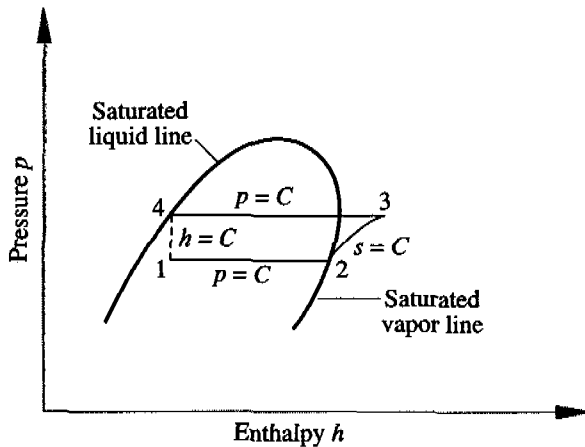 Pressure p
Saturated
liquid line
4
p = C
3
h = C
s = C
1
p = C
2
Saturated
vapor line
Enthalpy h